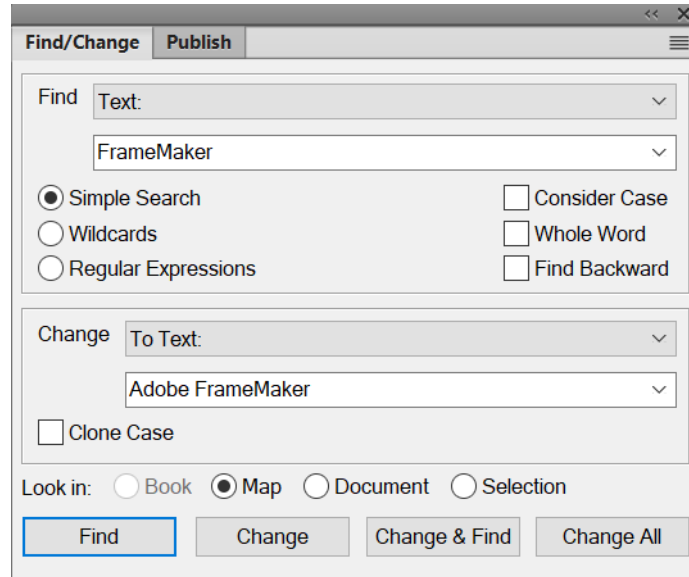 Find/Change Publish
Find Text:
FrameMaker
Simple Search Consider Case
Wildcards Whole Word
Regular Expressions Find Backward
Change To Text:
Adobe FrameMaker
Clone Case
Look in: Book Map Document Selection
Find Change Change & Find Change All